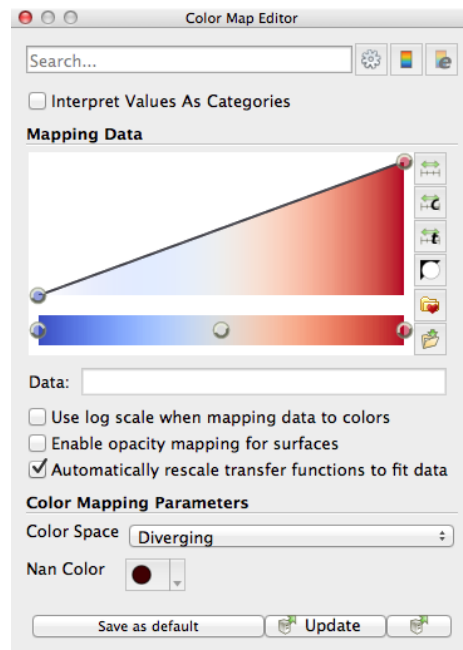 Color Map Editor
Search...
Interpret Values As Categories
Mapping Data
Data:
Use log scale when mapping data to colors
Enable opacity mapping for surfaces
Automatically rescale transfer functions to fit data
Color Mapping Parameters
Color Space Diverging
Nan Color
Save as default Update